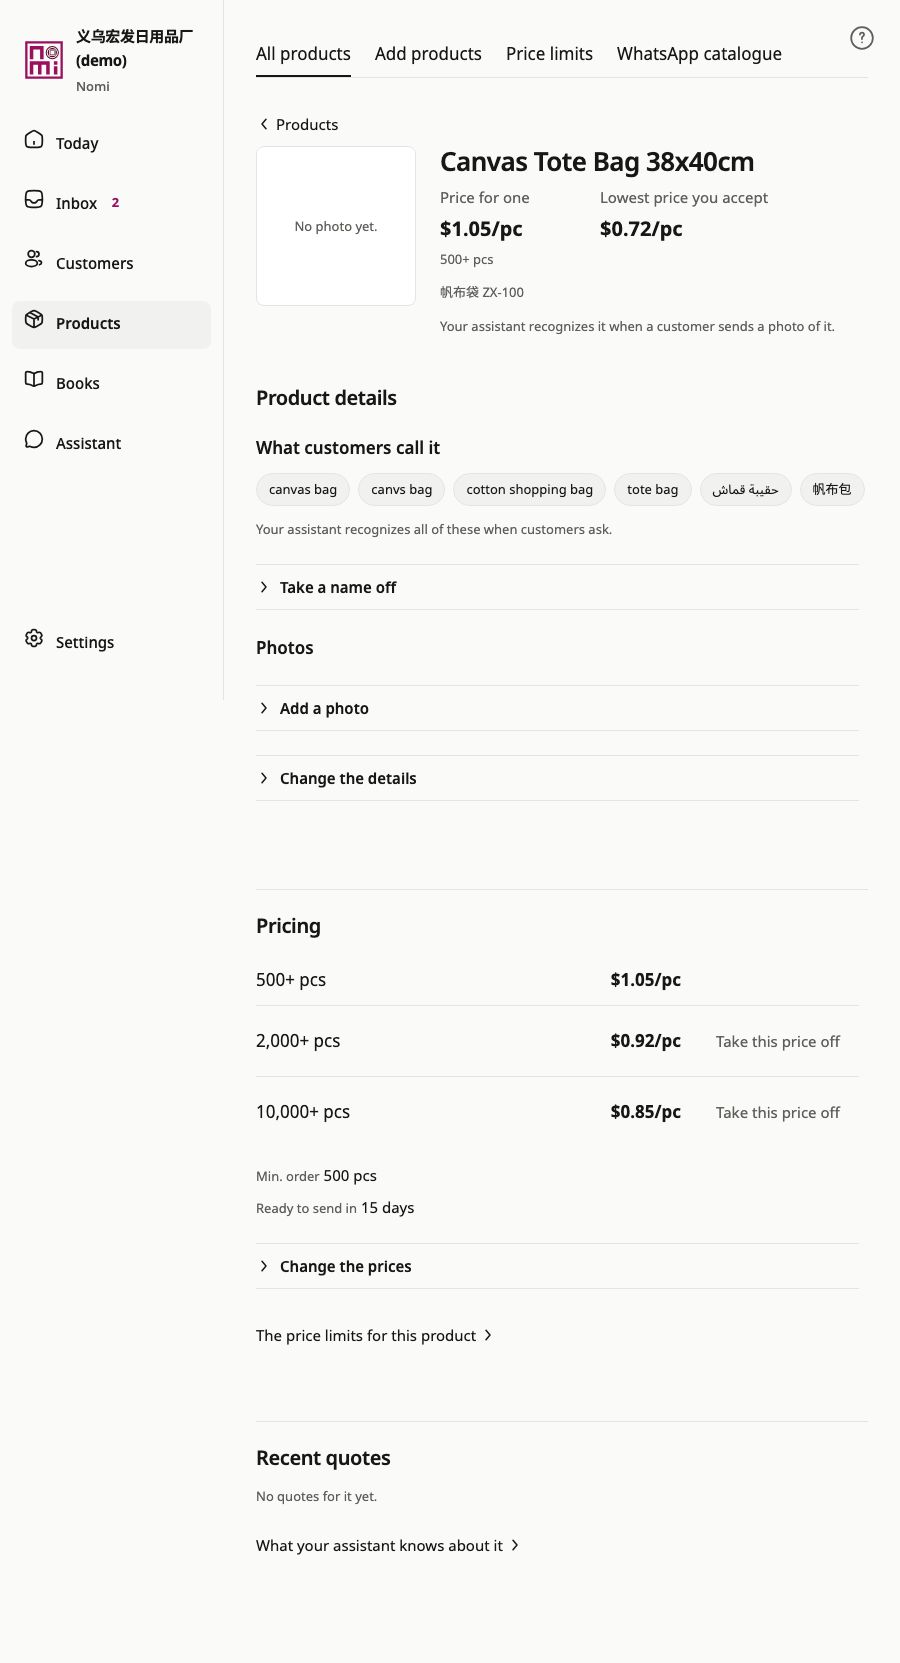 义乌宏发日用品厂
(demo)
Nomi
Today
Inbox 2
Customers
Products
Books
Assistant
Settings
All products Add products Price limits WhatsApp catalogue
?
Products
No photo yet.
Canvas Tote Bag 38x40cm
Price for one Lowest price you accept
$1.05/pc $0.72/pc
500+ pcs
帆布袋 ZX-100
Your assistant recognizes it when a customer sends a photo of it.
Product details
What customers call it
canvas bag canvs bag cotton shopping bag tote bag حقيبة قماش 帆布包
Your assistant recognizes all of these when customers ask.
Take a name off
Photos
Add a photo
Change the details
Pricing
500+ pcs $1.05/pc
2,000+ pcs $0.92/pc Take this price off
10,000+ pcs $0.85/pc Take this price off
Min. order 500 pcs
Ready to send in 15 days
Change the prices
The price limits for this product
Recent quotes
No quotes for it yet.
What your assistant knows about it